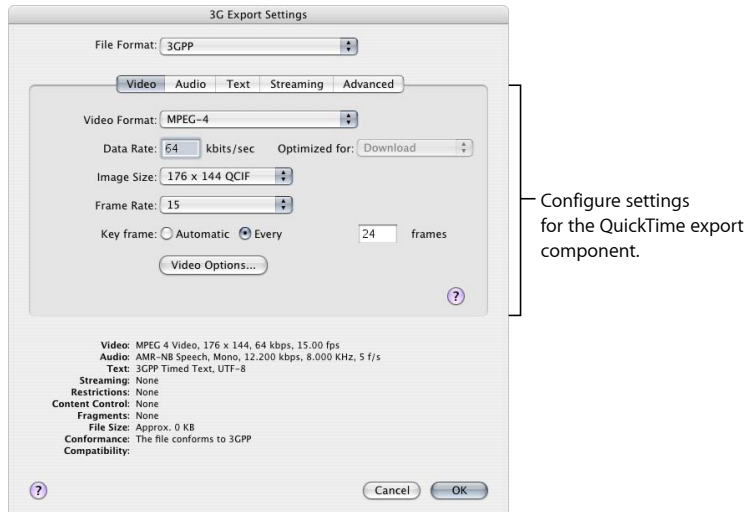 3G Export Settings
File Format: 3GPP
Video Audio Text Streaming Advanced
Video Format: MPEG-4
Data Rate: 64 kbits/sec Optimized for: Download
Image Size: 176 x 144 QCIF
Frame Rate: 15
Key frame: Automatic Every 24 frames
Video Options...
?
Configure settings
for the QuickTime export
component.
Video: MPEG 4 Video, 176 x 144, 64 kbps, 15.00 fps
Audio: AMR-NB Speech, Mono, 12.200 kbps, 8.000 KHz, 5 f/s
Text: 3GPP Timed Text, UTF-8
Streaming: None
Restrictions: None
Content Control: None
Fragments: None
File Size: Approx. 0 KB
Conformance: The file conforms to 3GPP
Compatibility:
? Cancel OK